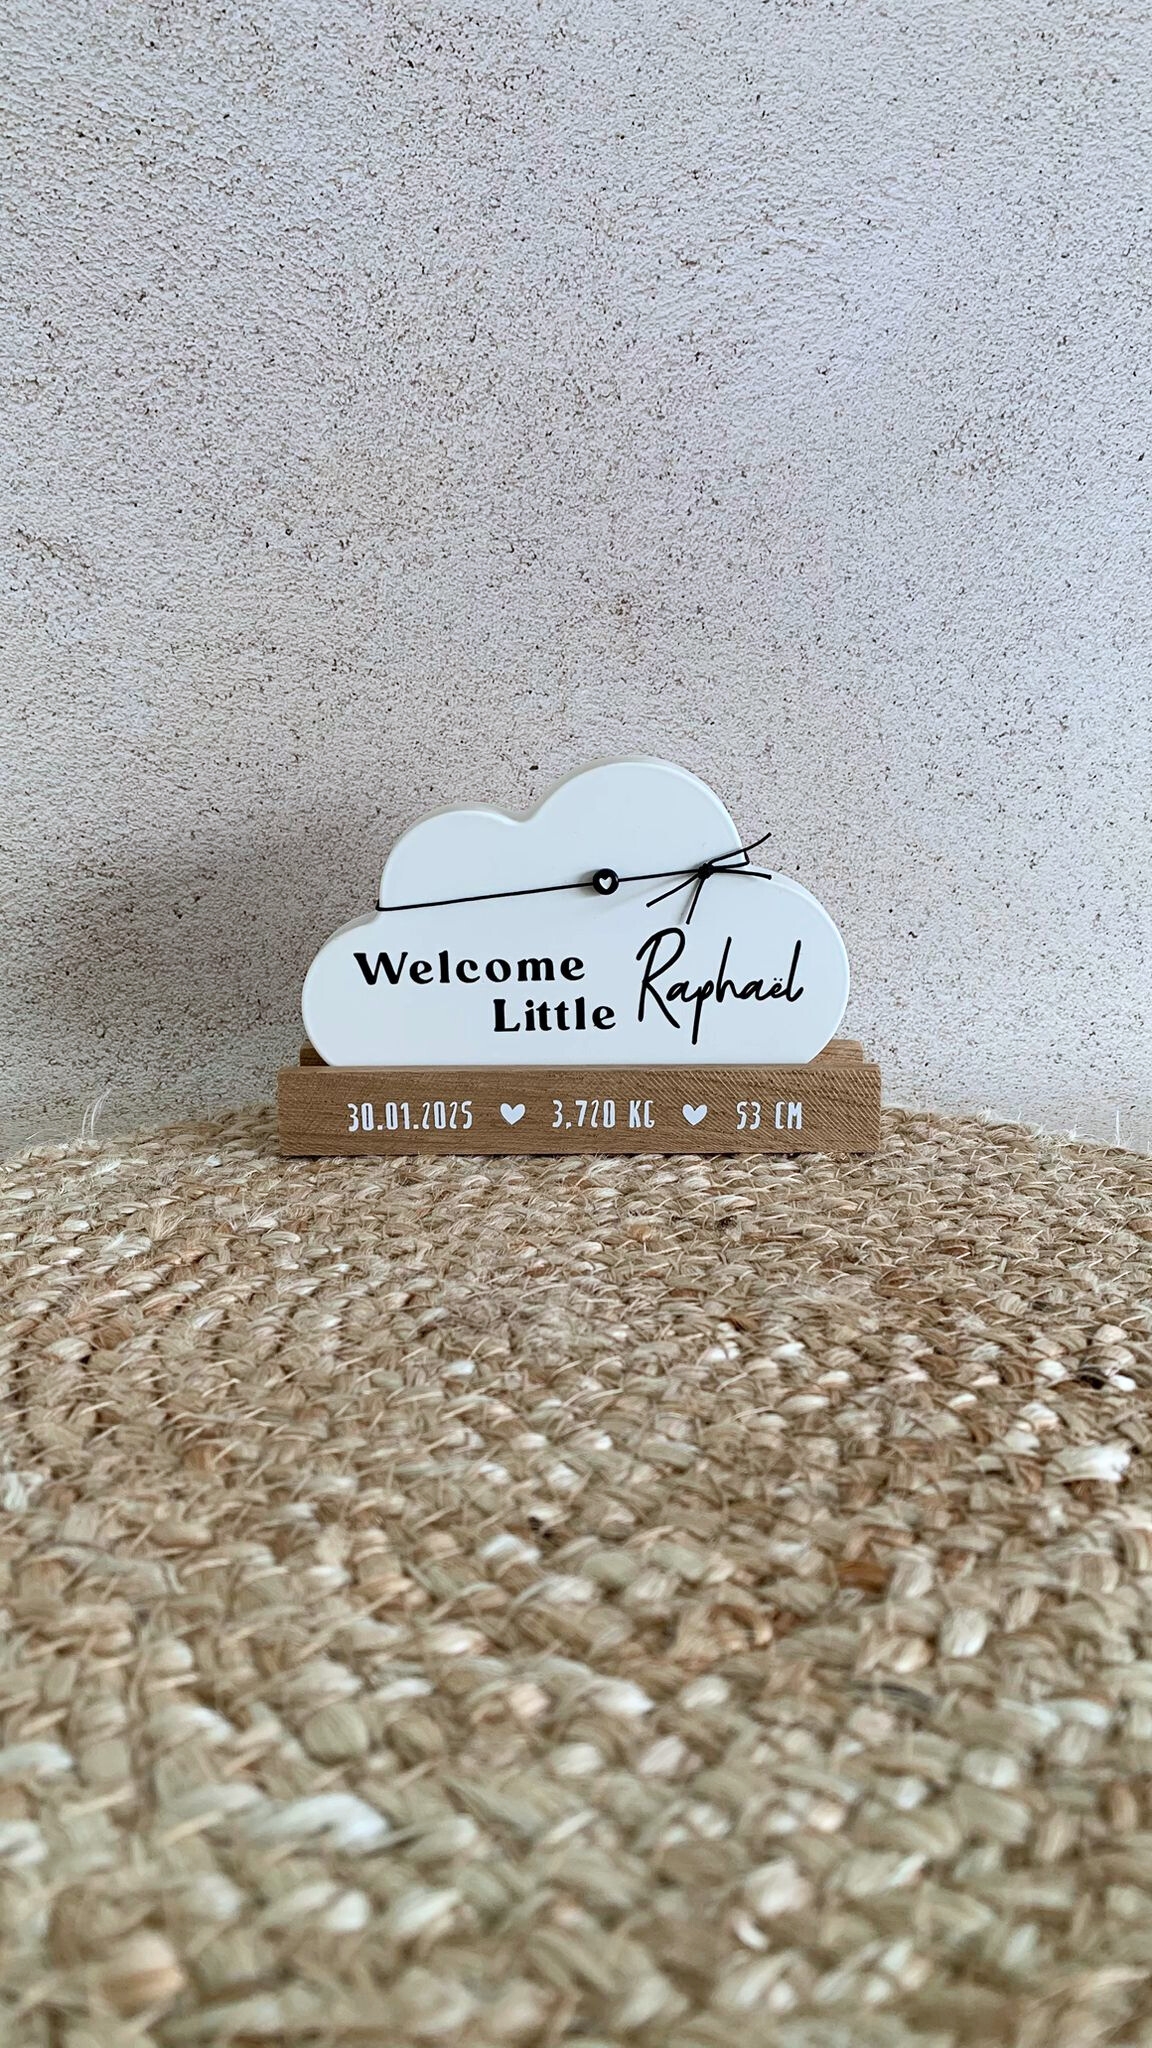 Welcome
Little Raphaël
30.01.2025 ♥ 3,720 KG ♥ 53 CM